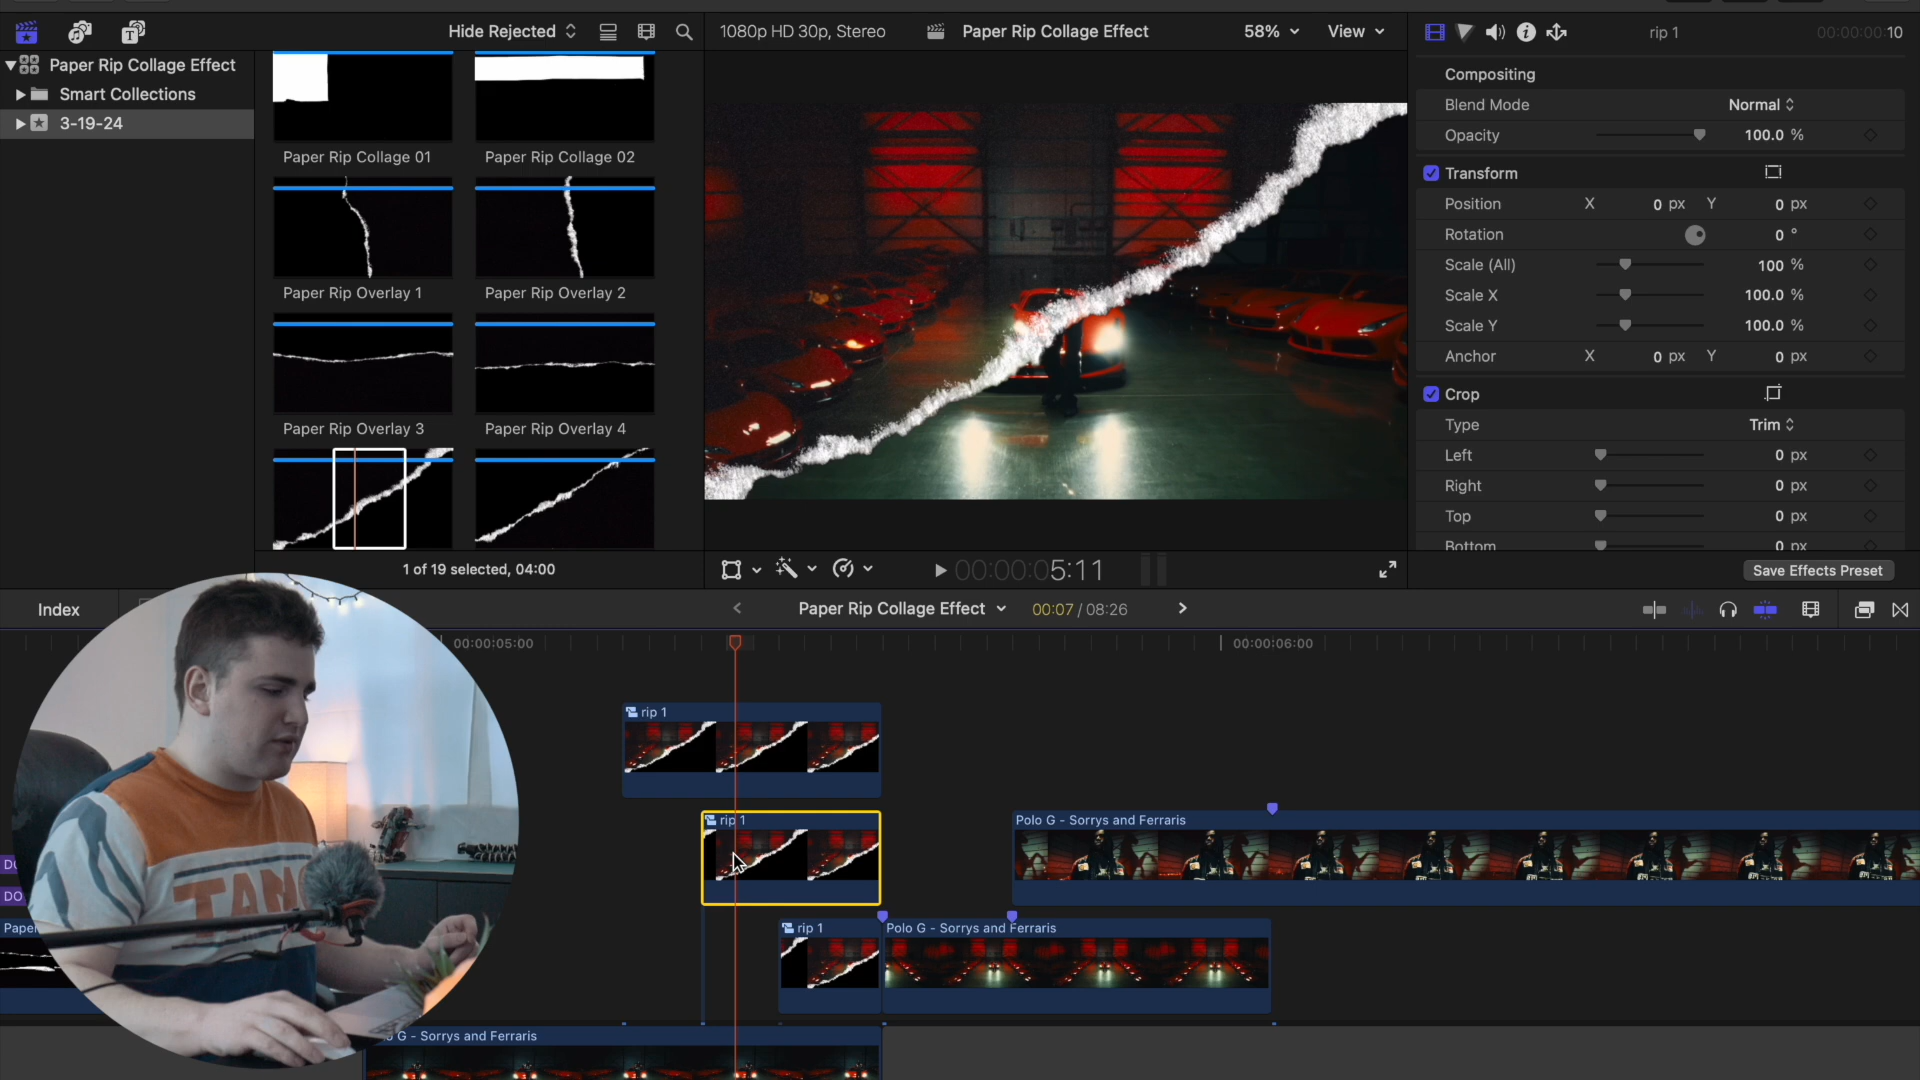 Hide Rejected
1080p HD 30p, Stereo
Paper Rip Collage Effect
58%
View
rip 1
00:00:00:10
Paper Rip Collage Effect
Smart Collections
3-19-24
Paper Rip Collage 01
Paper Rip Collage 02
Paper Rip Overlay 1
Paper Rip Overlay 2
Paper Rip Overlay 3
Paper Rip Overlay 4
1 of 19 selected, 04:00
Compositing
Blend Mode
Normal
Opacity
100.0 %
Transform
Position X 0 px Y 0 px
Rotation 0 °
Scale (All) 100 %
Scale X 100.0 %
Scale Y 100.0 %
Anchor X 0 px Y 0 px
Crop
Type Trim
Left 0 px
Right 0 px
Top 0 px
Bottom 0 px
Save Effects Preset
00:00:05:11
Index
Paper Rip Collage Effect
00:07 / 08:26
00:00:05:00
00:00:06:00
rip 1
rip 1
Polo G - Sorrys and Ferraris
rip 1
Polo G - Sorrys and Ferraris
DO
Paper
G - Sorrys and Ferraris
TANG